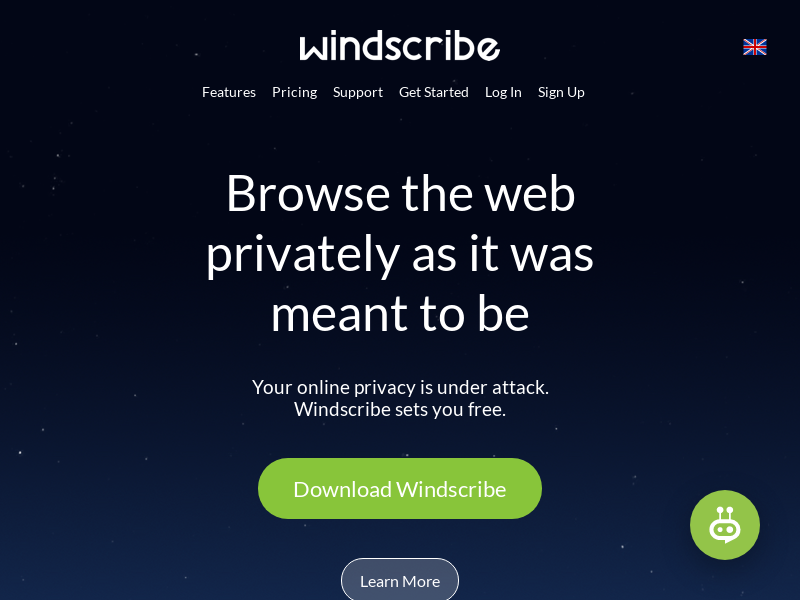 windscribe
Features Pricing Support Get Started Log In Sign Up
Browse the web
privately as it was
meant to be
Your online privacy is under attack.
Windscribe sets you free.
Download Windscribe
Learn More